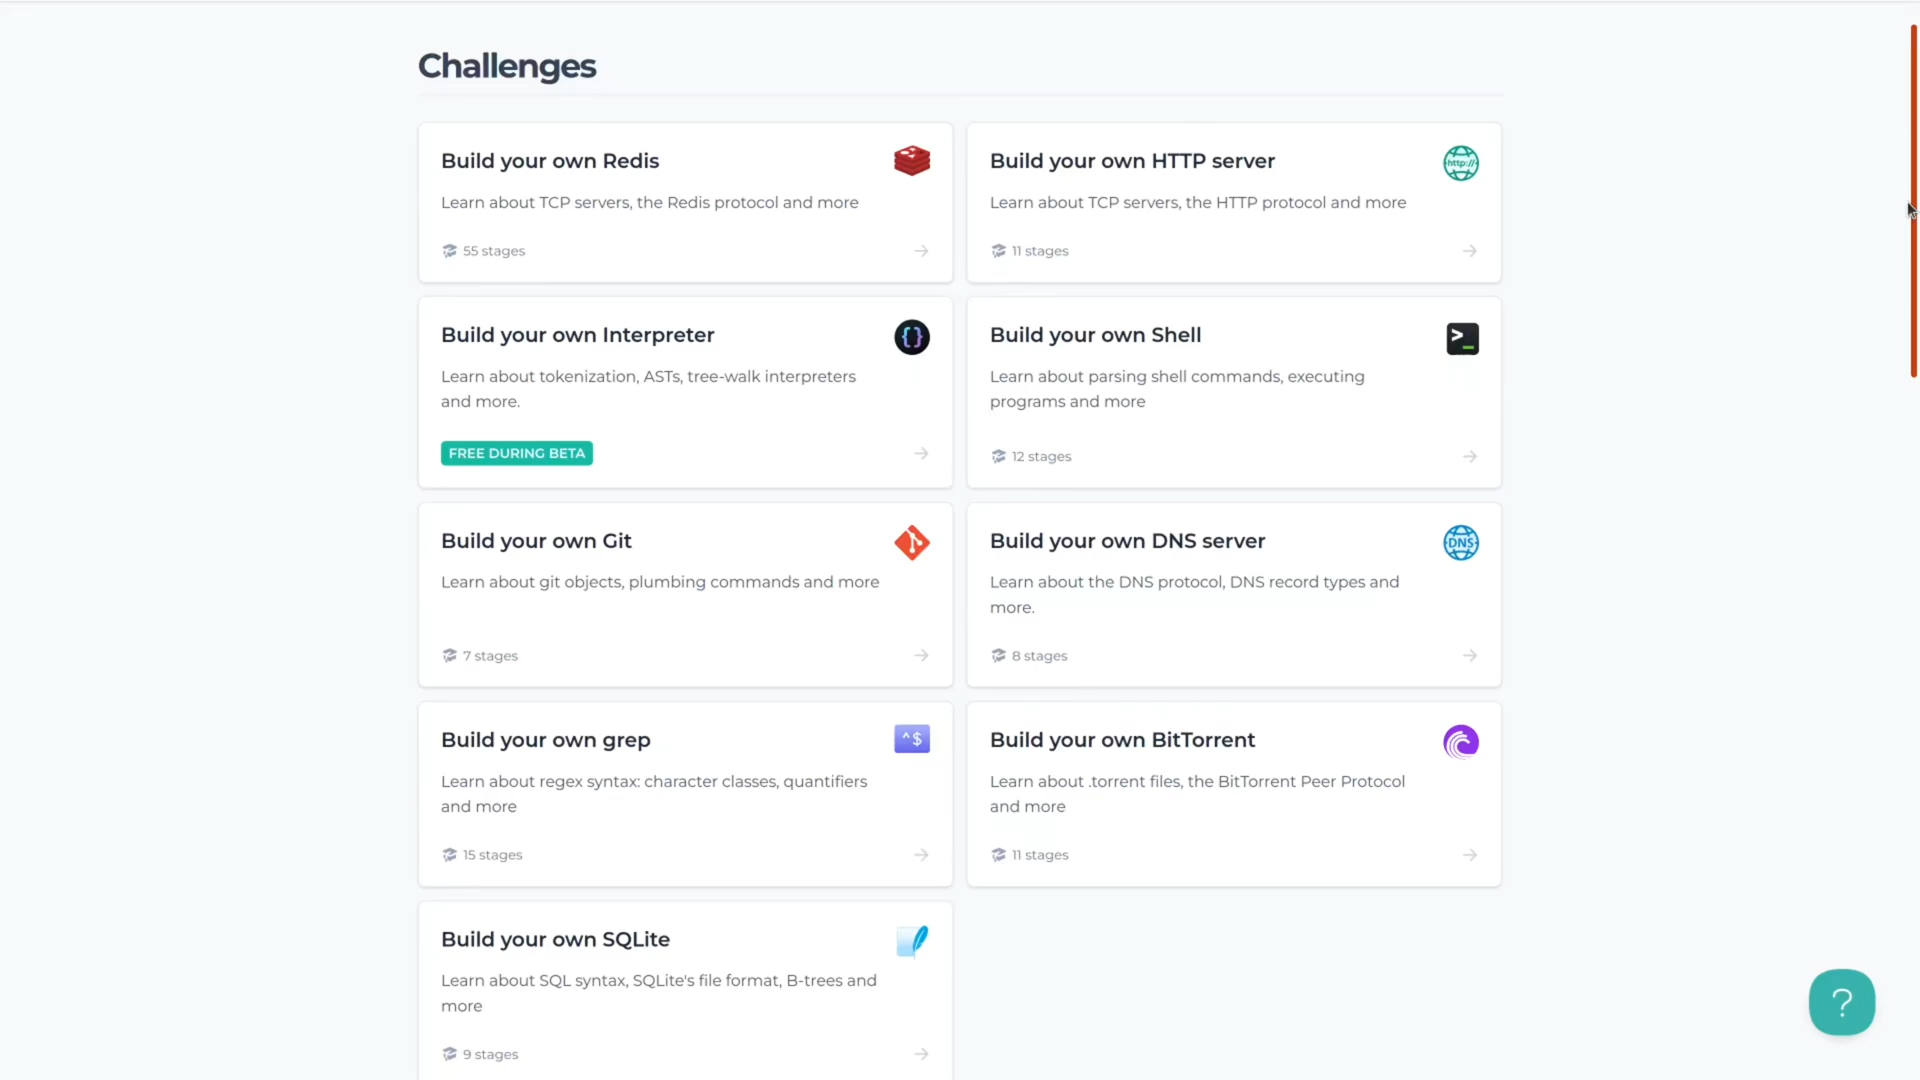 Challenges
Build your own Redis
Learn about TCP servers, the Redis protocol and more
55 stages
Build your own HTTP server
http://
Learn about TCP servers, the HTTP protocol and more
11 stages
Build your own Interpreter
{}
Learn about tokenization, ASTs, tree-walk interpreters
and more.
FREE DURING BETA
Build your own Shell
>_
Learn about parsing shell commands, executing
programs and more
12 stages
Build your own Git
Learn about git objects, plumbing commands and more
7 stages
Build your own DNS server
DNS
Learn about the DNS protocol, DNS record types and
more.
8 stages
Build your own grep
^$
Learn about regex syntax: character classes, quantifiers
and more
15 stages
Build your own BitTorrent
Learn about .torrent files, the BitTorrent Peer Protocol
and more
11 stages
Build your own SQLite
Learn about SQL syntax, SQLite's file format, B-trees and
more
9 stages
?